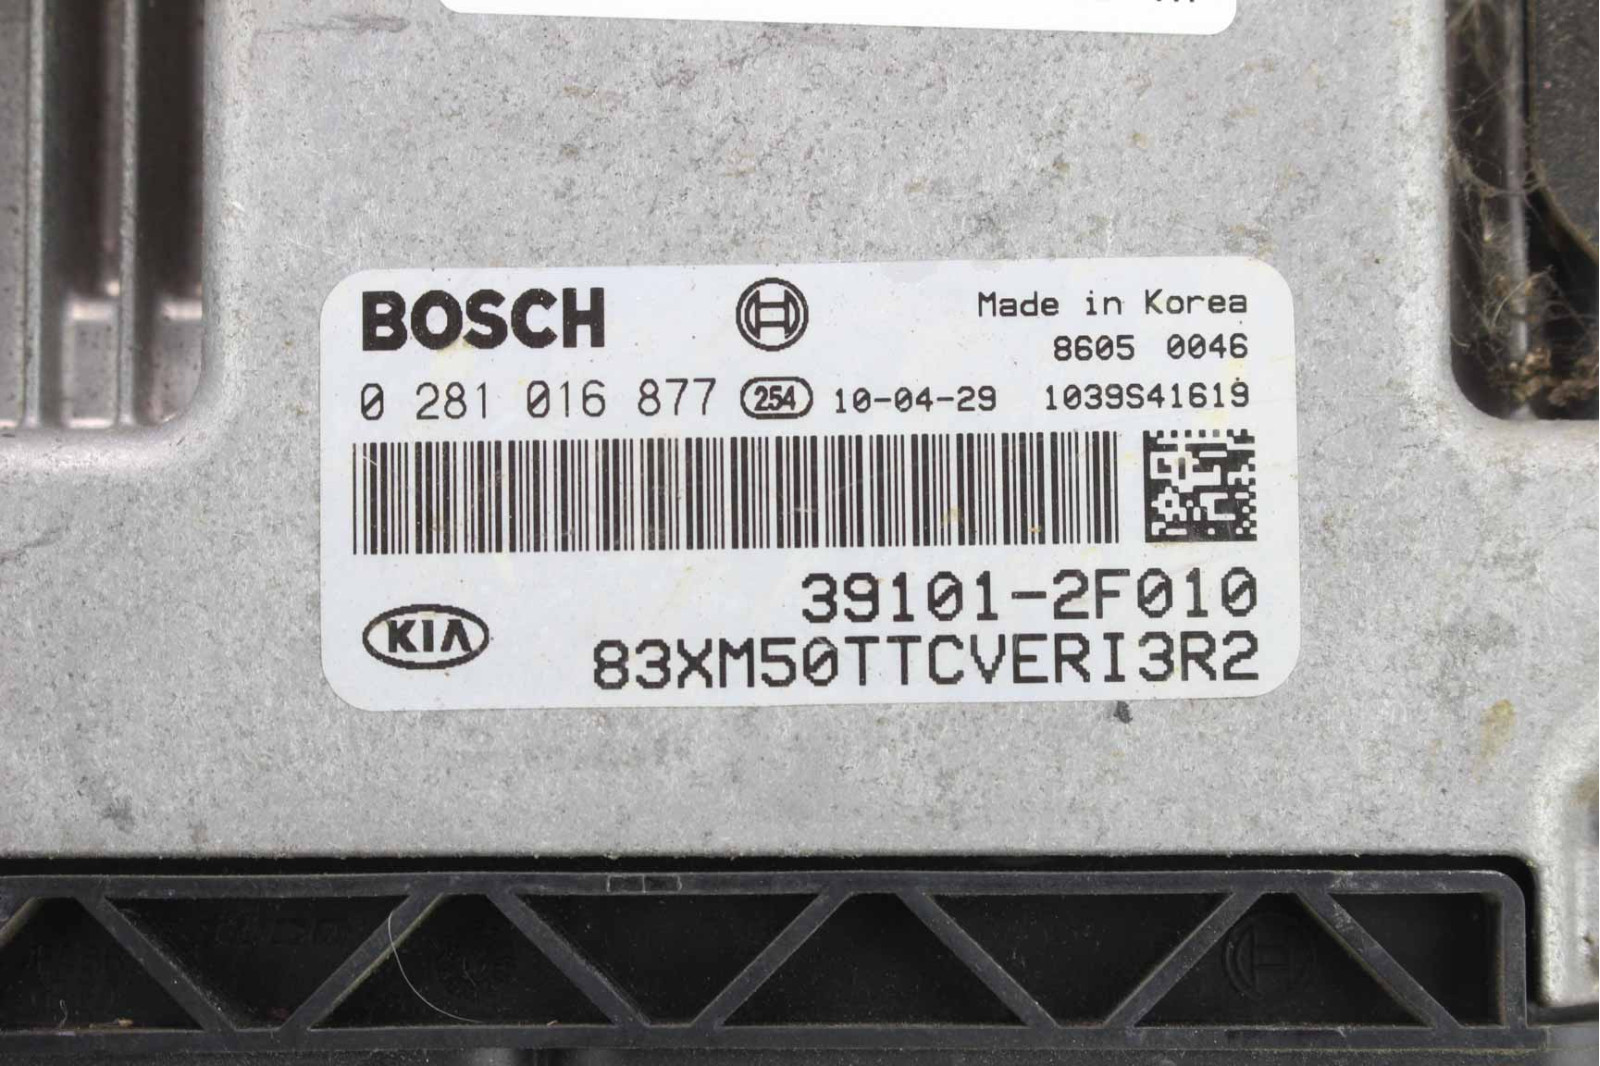 BOSCH Made in Korea
8605 0046
0 281 016 877 254 10-04-29 1039S41619
39101-2F010
KIA 83XM50TTCVERI3R2